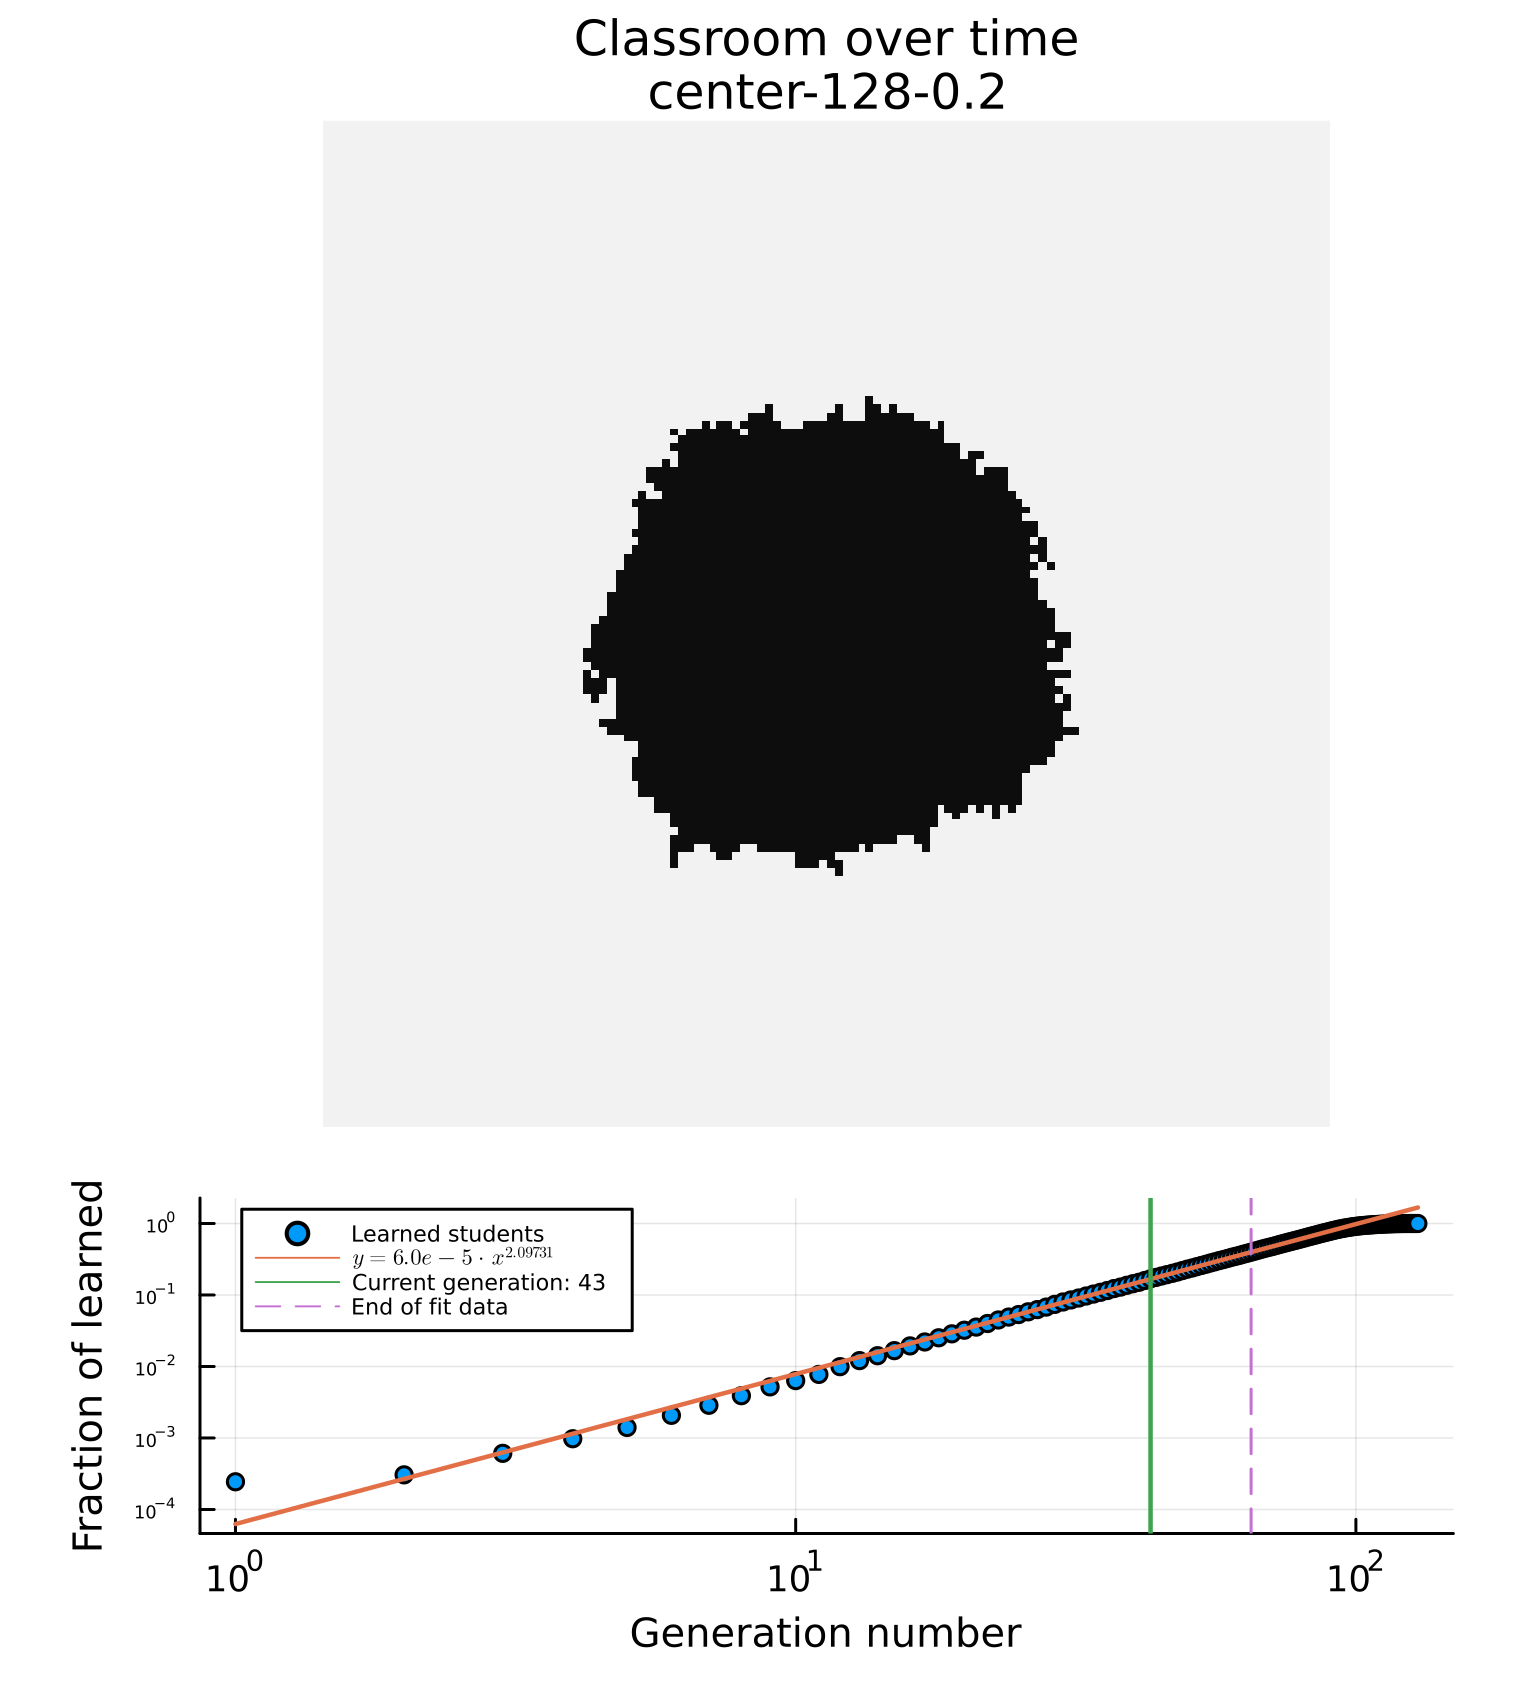 Classroom over time
center-128-0.2
Fraction of learned
10^0
10^−1
10^−2
10^−3
10^−4
Learned students
y = 6.0e − 5 · x^2.09731
Current generation: 43
End of fit data
10^0 10^1 10^2
Generation number